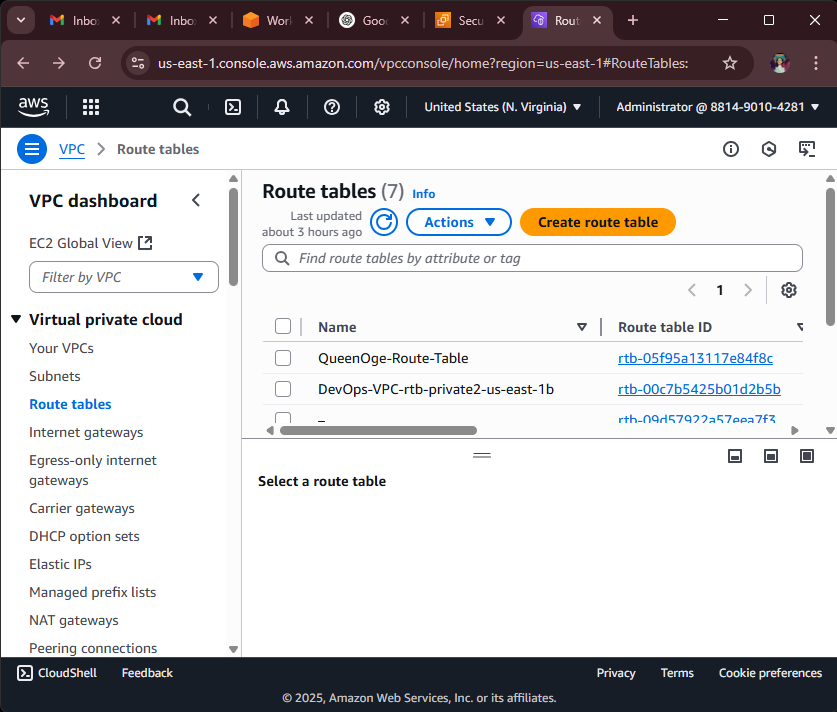 Inbo
Inbo
Work
Goo
Secu
Rout
us-east-1.console.aws.amazon.com/vpcconsole/home?region=us-east-1#RouteTables:
aws
United States (N. Virginia)
Administrator @ 8814-9010-4281
VPC
Route tables
VPC dashboard
EC2 Global View
Filter by VPC
Virtual private cloud
Your VPCs
Subnets
Route tables
Internet gateways
Egress-only internet
gateways
Carrier gateways
DHCP option sets
Elastic IPs
Managed prefix lists
NAT gateways
Peering connections
Route tables (7) Info
Last updated
about 3 hours ago
Actions
Create route table
Find route tables by attribute or tag
1
Name
Route table ID
QueenOge-Route-Table
rtb-05f95a13117e84f8c
DevOps-VPC-rtb-private2-us-east-1b
rtb-00c7b5425b01d2b5b
–
rtb-09d57922a57eea7f3
Select a route table
CloudShell
Feedback
Privacy
Terms
Cookie preferences
© 2025, Amazon Web Services, Inc. or its affiliates.